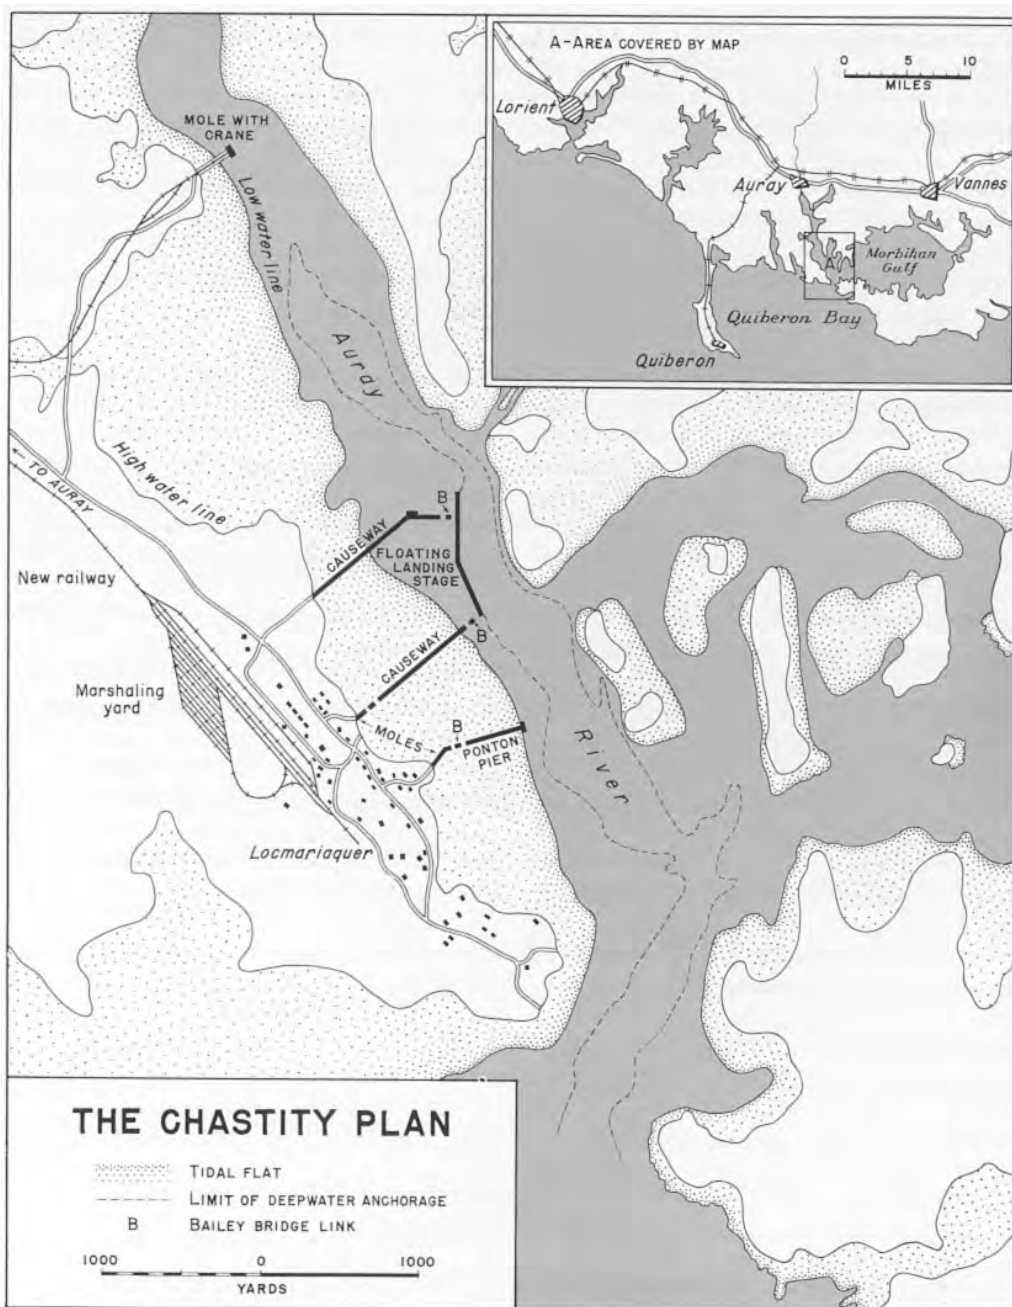 A-AREA COVERED BY MAP
0 5 10
MILES
Lorient
Auray
Vannes
A
Morbihan
Gulf
Quiberon Bay
Quiberon
MOLE WITH
CRANE
Low water line
Auray
High water line
TO AURAY
B
CAUSEWAY
FLOATING
LANDING
STAGE
New railway
B
CAUSEWAY
Marshaling
yard
MOLES
B
PONTON
PIER
River
Locmariaquer
THE CHASTITY PLAN
TIDAL FLAT
LIMIT OF DEEPWATER ANCHORAGE
B BAILEY BRIDGE LINK
1000 0 1000
YARDS